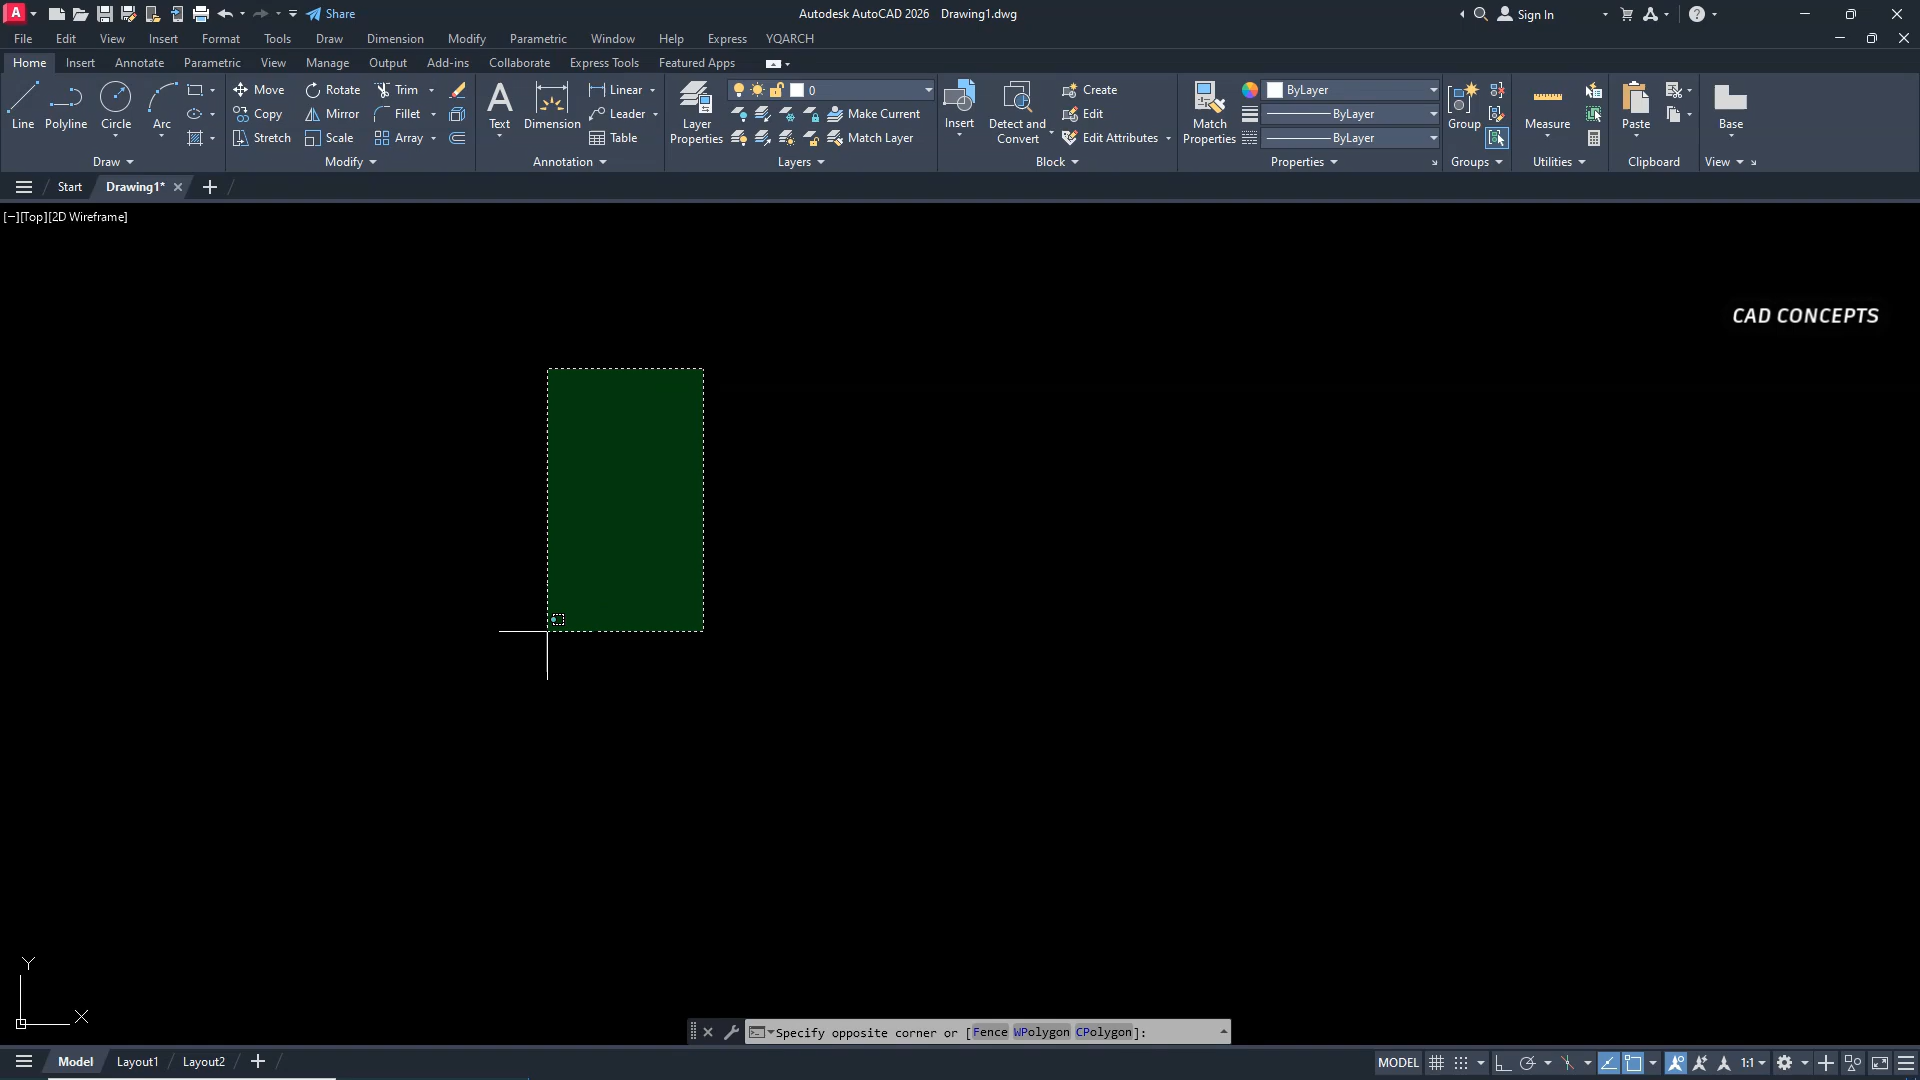 Share
Autodesk AutoCAD 2026 Drawing1.dwg
Sign In
File Edit View Insert Format Tools Draw Dimension Modify Parametric Window Help Express YQARCH
Home Insert Annotate Parametric View Manage Output Add-ins Collaborate Express Tools Featured Apps
Line Polyline Circle Arc
Draw
Move Rotate Trim
Copy Mirror Fillet
Stretch Scale Array
Modify
Text Dimension
Linear
Leader
Table
Annotation
Layer Properties
0
Make Current
Match Layer
Layers
Insert
Detect and Convert
Create
Edit
Edit Attributes
Block
Match Properties
ByLayer
ByLayer
ByLayer
Properties
Group
Groups
Measure
Utilities
Paste
Clipboard
Base
View
Start Drawing1*
[−][Top][2D Wireframe]
CAD CONCEPTS
Y
X
Specify opposite corner or [Fence WPolygon CPolygon]:
Model Layout1 Layout2
MODEL
1:1